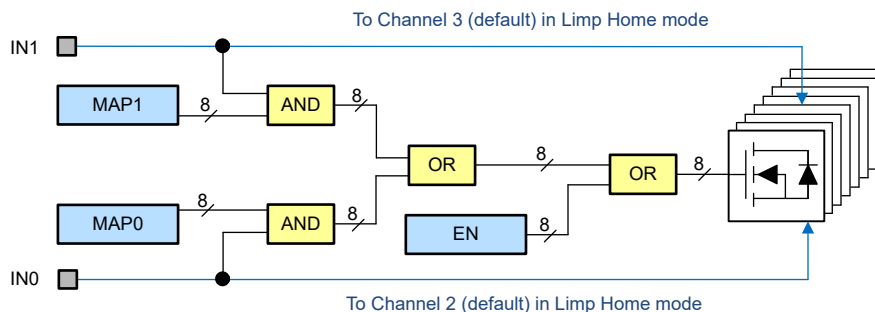 To Channel 3 (default) in Limp Home mode
IN1
MAP1
8
AND
8
OR
8
OR
8
MAP0
8
AND
8
EN
8
IN0
To Channel 2 (default) in Limp Home mode